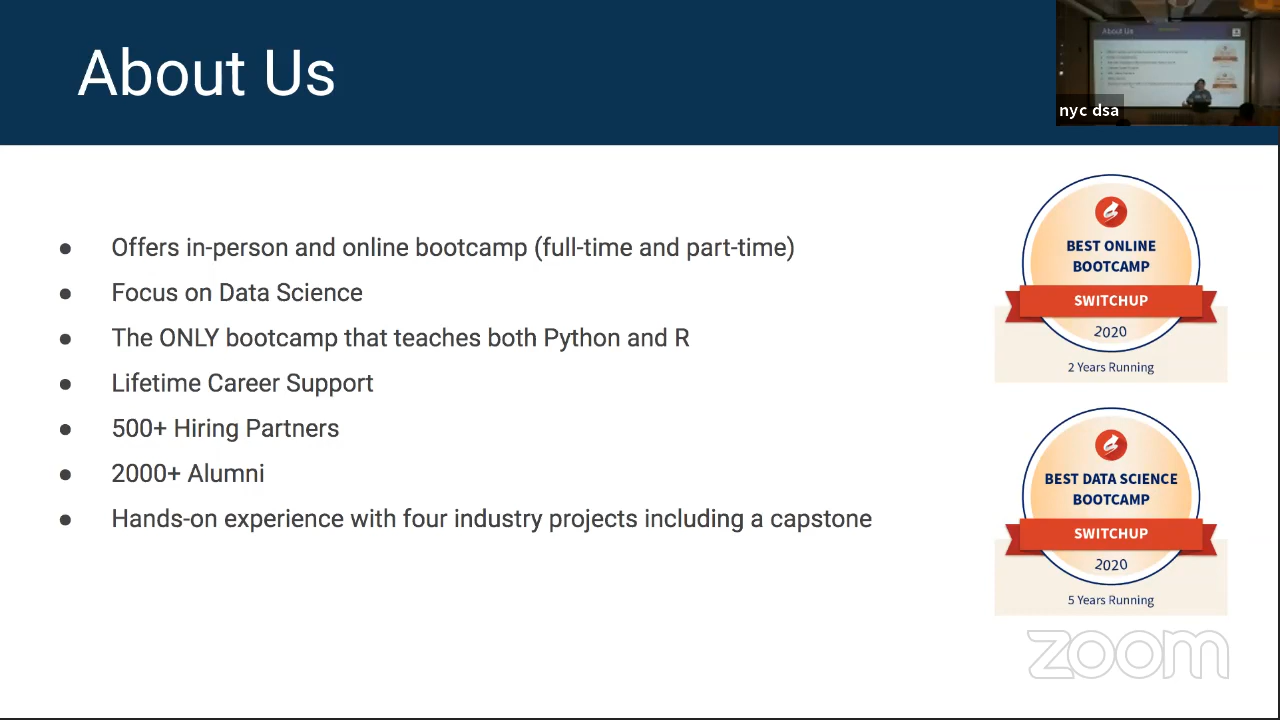 About Us
nyc dsa
Offers in-person and online bootcamp (full-time and part-time)
Focus on Data Science
The ONLY bootcamp that teaches both Python and R
Lifetime Career Support
500+ Hiring Partners
2000+ Alumni
Hands-on experience with four industry projects including a capstone
BEST ONLINE
BOOTCAMP
SWITCHUP
2020
2 Years Running
BEST DATA SCIENCE
BOOTCAMP
SWITCHUP
2020
5 Years Running
zoom